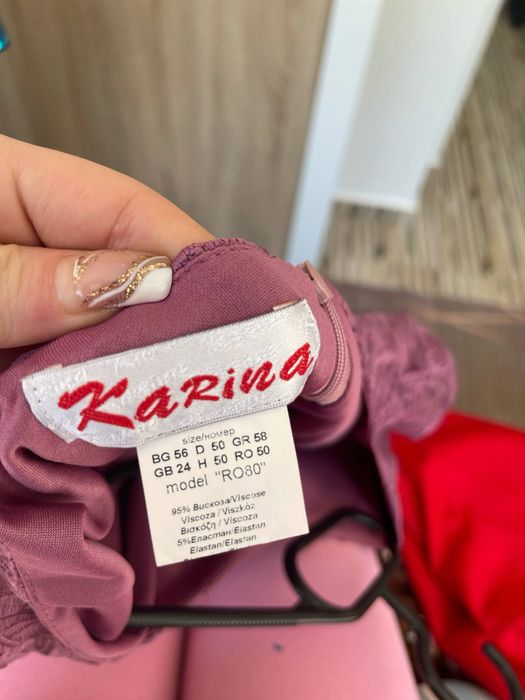 KaRina
size/номер
BG 56 D 50 GR 58
GB 24 H 50 RO 50
model "RO80"
95% Вискоза/Viscose
Viscoza / Viszkóz
Βισκόζη / Viscoza
5%Еластан/Elastan
Elastan/Elastan